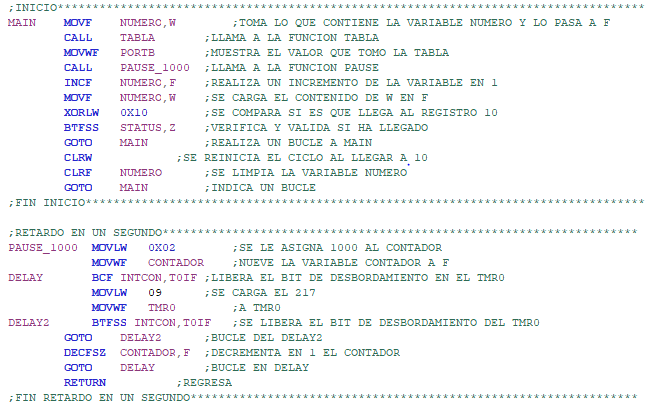 ;INICIO************************************************************************************
MAIN    MOVF    NUMERO,W        ;TOMA LO QUE CONTIENE LA VARIABLE NUMERO Y LO PASA A F
        CALL    TABLA       ;LLAMA A LA FUNCION TABLA
        MOVWF   PORTB       ;MUESTRA EL VALOR QUE TOMO LA TABLA
        CALL    PAUSE_1000  ;LLAMA A LA FUNCION PAUSE
        INCF    NUMERO,F    ;REALIZA UN INCREMENTO DE LA VARIABLE EN 1
        MOVF    NUMERO,W    ;SE CARGA EL CONTENIDO DE W EN F
        XORLW   0X10        ;SE COMPARA SI ES QUE LLEGA AL REGISTRO 10
        BTFSS   STATUS,Z    ;VERIFICA Y VALIDA SI HA LLEGADO
        GOTO    MAIN        ;REALIZA UN BUCLE A MAIN
        CLRW            ;SE REINICIA EL CICLO AL LLEGAR A 10
        CLRF    NUMERO      ;SE LIMPIA LA VARIABLE NUMERO
        GOTO    MAIN        ;INDICA UN BUCLE
;FIN INICIO********************************************************************************
;RETARDO EN UN SEGUNDO********************************************************************
PAUSE_1000  MOVLW   0X02        ;SE LE ASIGNA 1000 AL CONTADOR
            MOVWF   CONTADOR    ;NUEVE LA VARIABLE CONTADOR A F
DELAY       BCF INTCON,T0IF ;LIBERA EL BIT DE DESBORDAMIENTO EN EL TMR0
            MOVLW   09      ;SE CARGA EL 217
            MOVWF   TMR0        ;A TMR0
DELAY2      BTFSS INTCON,T0IF   ;SE LIBERA EL BIT DE DESBORDAMIENTO DEL TMR0
        GOTO    DELAY2      ;BUCLE DEL DELAY2
        DECFSZ  CONTADOR,F  ;DECREMENTA EN 1 EL CONTADOR
        GOTO    DELAY       ;BUCLE EN DELAY
        RETURN          ;REGRESA
;FIN RETARDO EN UN SEGUNDO****************************************************************